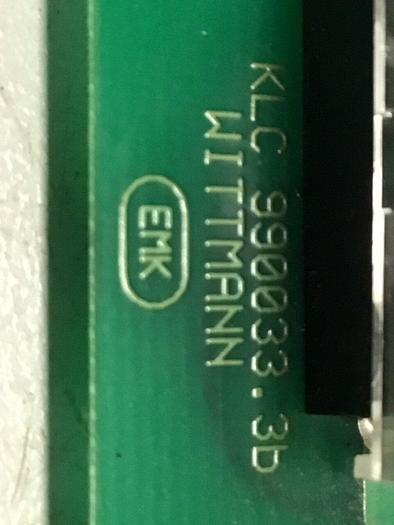 KLC 990033.3b
WITTMANN
EMK